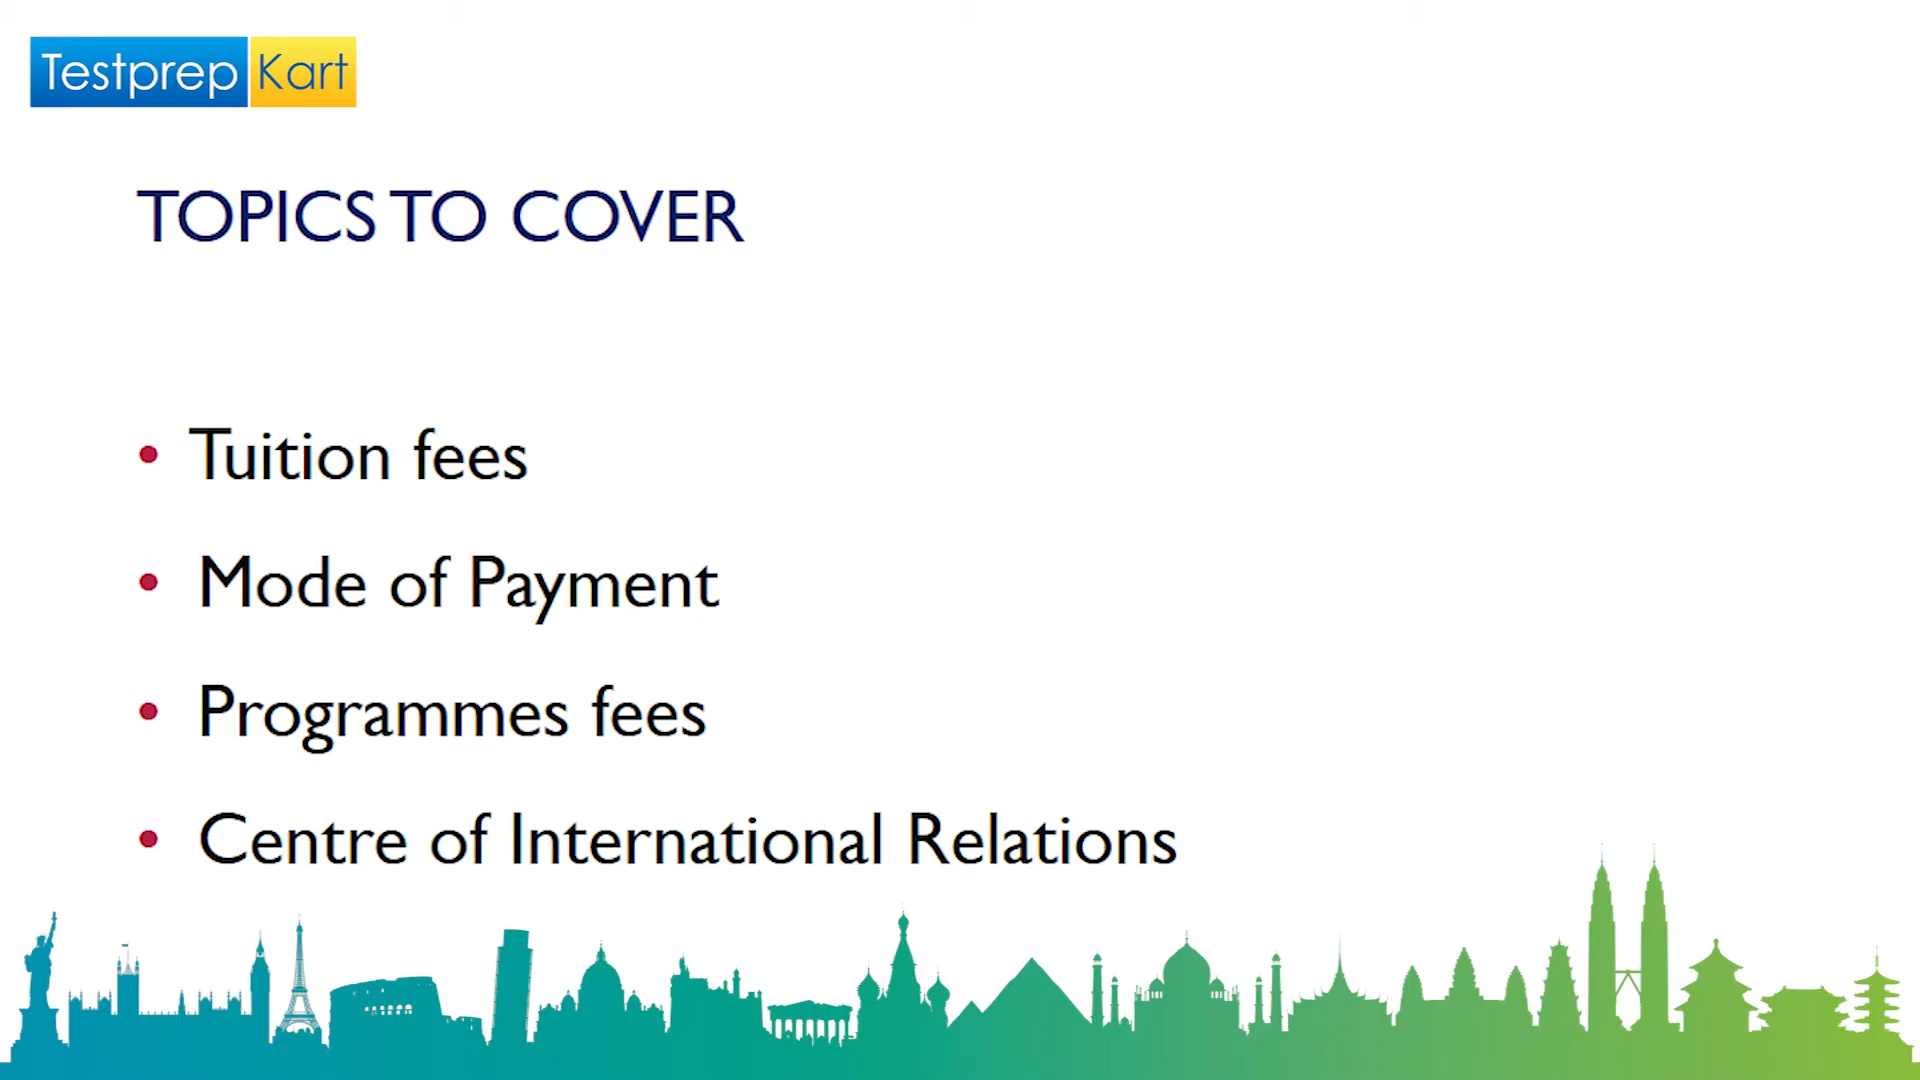 Testprep Kart
TOPICS TO COVER
• Tuition fees
• Mode of Payment
• Programmes fees
• Centre of International Relations